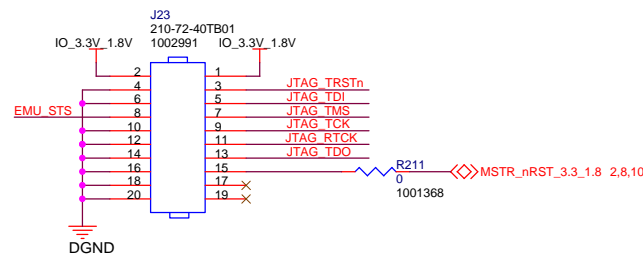 J23
210-72-40TB01
1002991
IO_3.3V_1.8V
IO_3.3V_1.8V
2
1
4
3
JTAG_TRSTn
6
5
JTAG_TDI
EMU_STS
8
7
JTAG_TMS
10
9
JTAG_TCK
12
11
JTAG_RTCK
14
13
JTAG_TDO
16
15
R211
0
1001368
MSTR_nRST_3.3_1.8 2,8,10
18
17
20
19
DGND